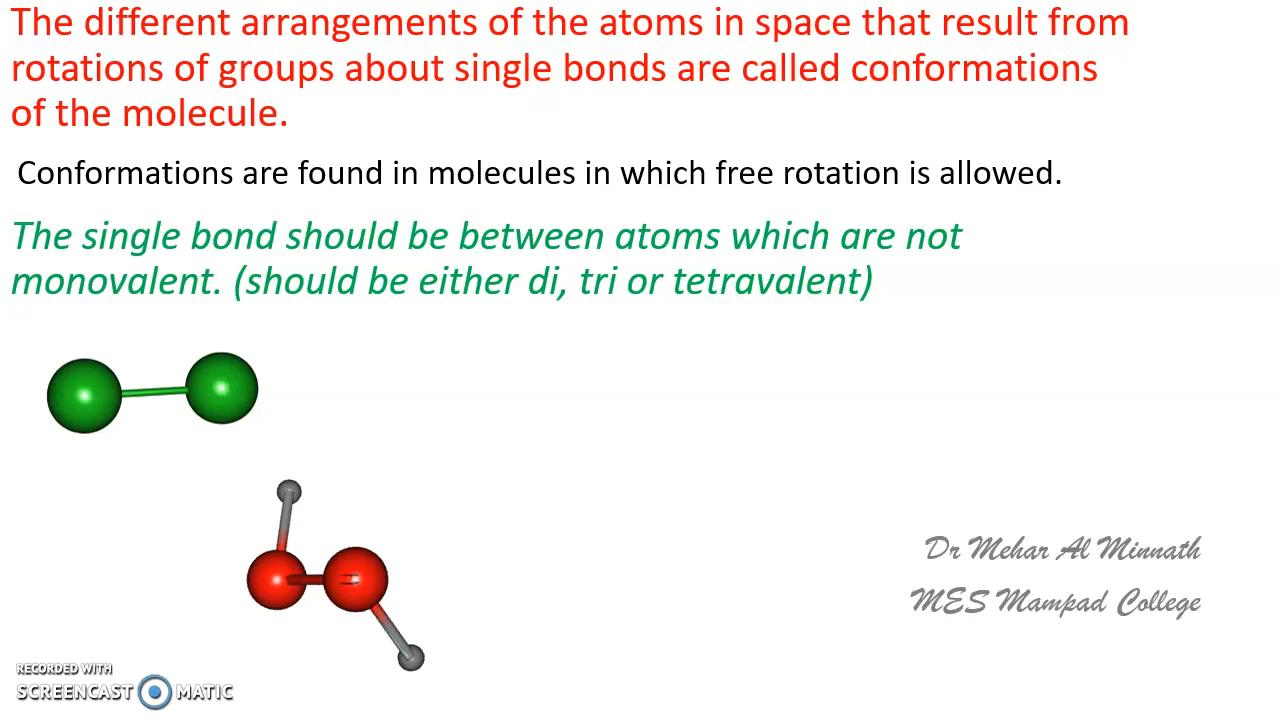 The different arrangements of the atoms in space that result from
rotations of groups about single bonds are called conformations
of the molecule.
Conformations are found in molecules in which free rotation is allowed.
The single bond should be between atoms which are not
monovalent. (should be either di, tri or tetravalent)
Dr Mehar Al Minnath
MES Mampad College
RECORDED WITH
SCREENCAST MATIC